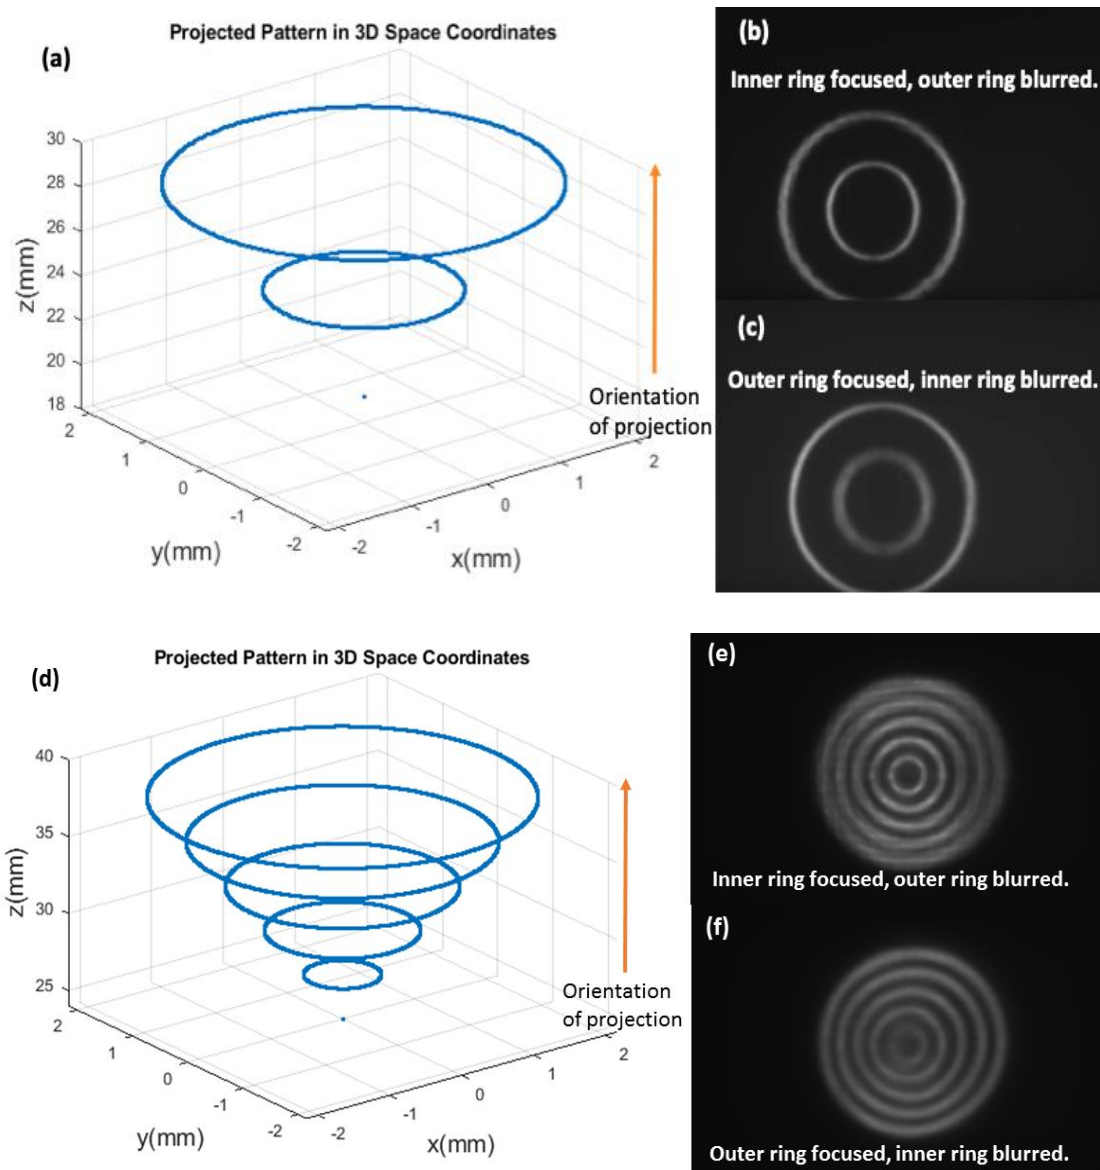 Projected Pattern in 3D Space Coordinates
(a)
30
28
26
24
22
20
18
z(mm)
2
1
0
-1
-2
y(mm)
-2
-1
0
1
2
x(mm)
Orientation
of projection
(b)
Inner ring focused, outer ring blurred.
(c)
Outer ring focused, inner ring blurred.
Projected Pattern in 3D Space Coordinates
(d)
40
35
30
25
z(mm)
2
1
0
-1
-2
y(mm)
-2
-1
0
1
2
x(mm)
Orientation
of projection
(e)
Inner ring focused, outer ring blurred.
(f)
Outer ring focused, inner ring blurred.